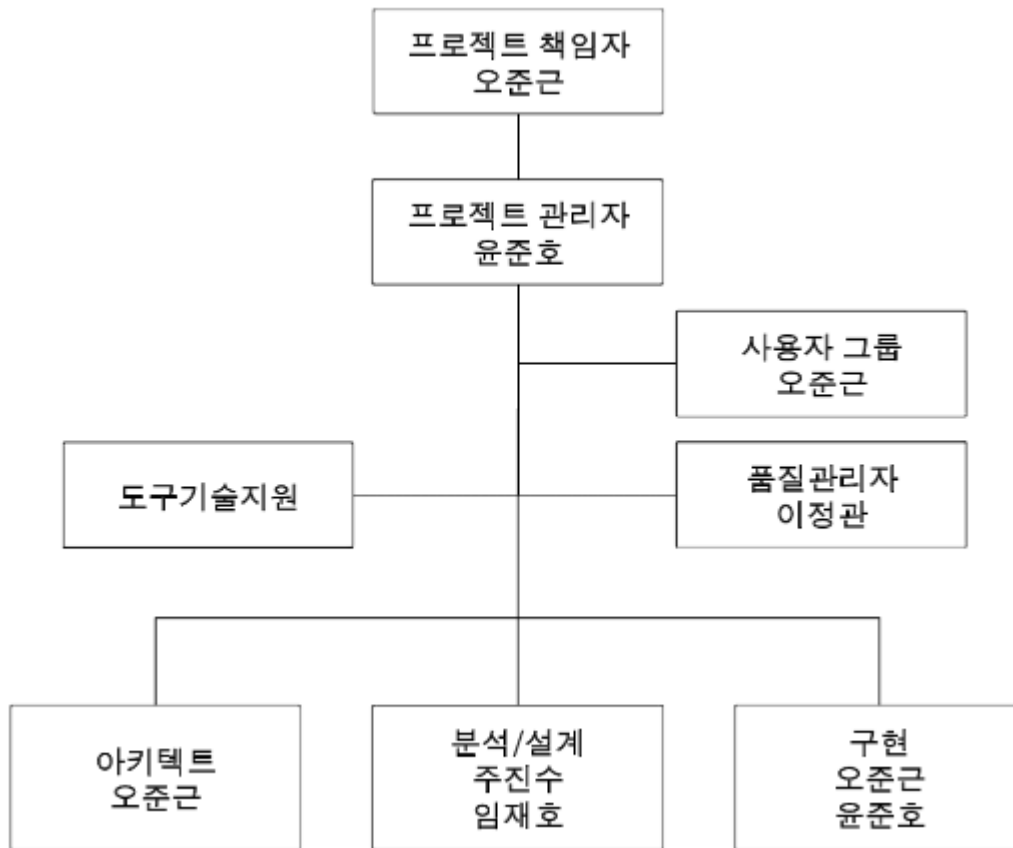 프로젝트 책임자
오준근
프로젝트 관리자
윤준호
사용자 그룹
오준근
도구기술지원
품질관리자
이정관
아키텍트
오준근
분석/설계
주진수
임재호
구현
오준근
윤준호